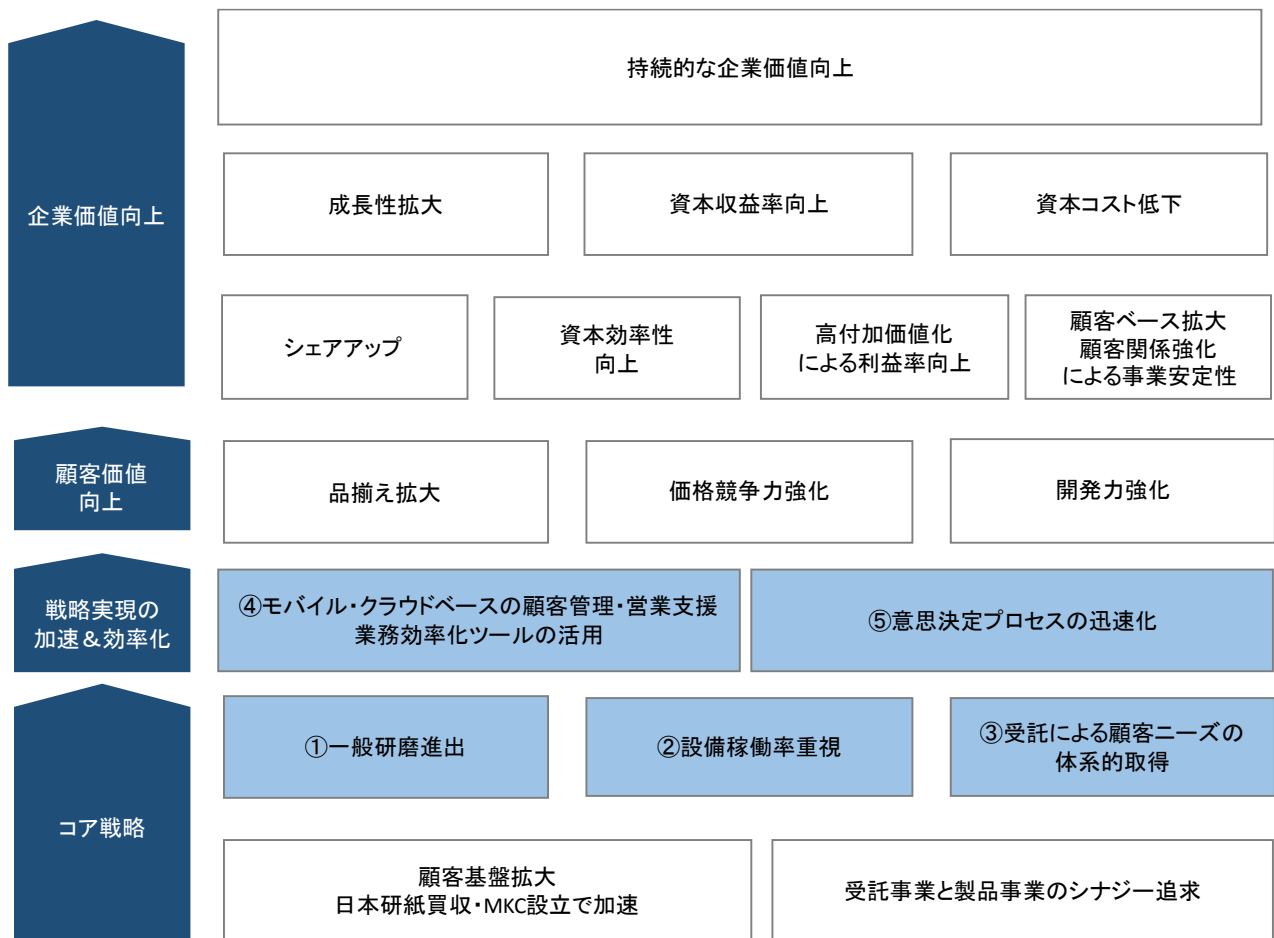 持続的な企業価値向上
企業価値向上
成長性拡大
資本収益率向上
資本コスト低下
シェアアップ
資本効率性
向上
高付加価値化
による利益率向上
顧客ベース拡大
顧客関係強化
による事業安定性
顧客価値
向上
品揃え拡大
価格競争力強化
開発力強化
戦略実現の
加速&効率化
④モバイル・クラウドベースの顧客管理・営業支援
業務効率化ツールの活用
⑤意思決定プロセスの迅速化
コア戦略
①一般研磨進出
②設備稼働率重視
③受託による顧客ニーズの
体系的取得
顧客基盤拡大
日本研紙買収・MKC設立で加速
受託事業と製品事業のシナジー追求